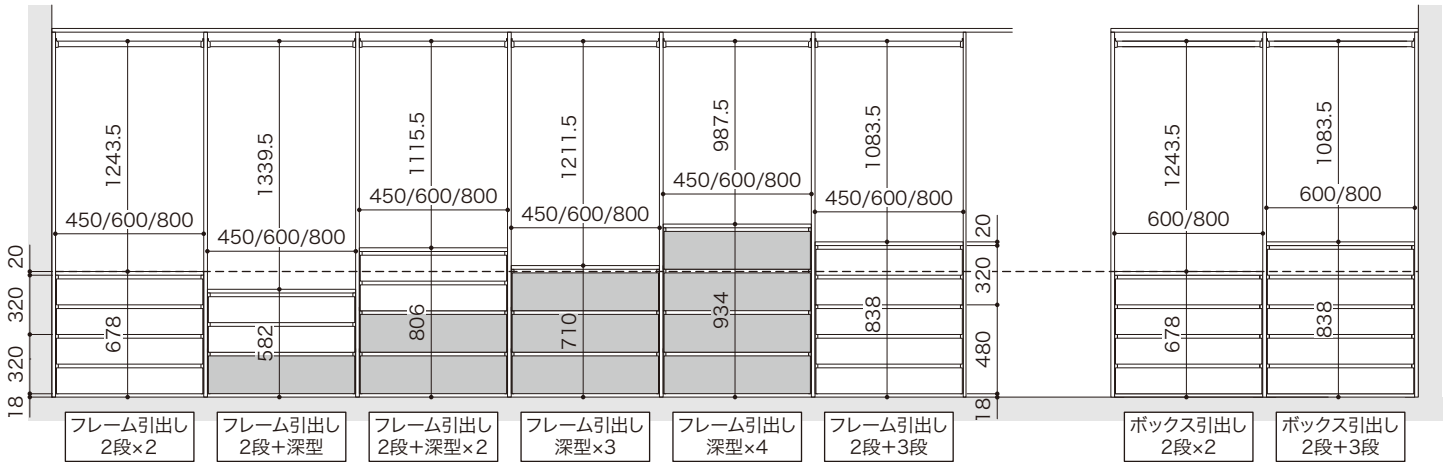 1243.5
1339.5
1115.5
1211.5
987.5
1083.5
1243.5
1083.5
450/600/800
450/600/800
450/600/800
450/600/800
450/600/800
450/600/800
600/800
600/800
20
320
320
18
678
582
806
710
934
838
20
320
480
18
678
838
フレーム引出し
2段×2
フレーム引出し
2段+深型
フレーム引出し
2段+深型×2
フレーム引出し
深型×3
フレーム引出し
深型×4
フレーム引出し
2段+3段
ボックス引出し
2段×2
ボックス引出し
2段+3段